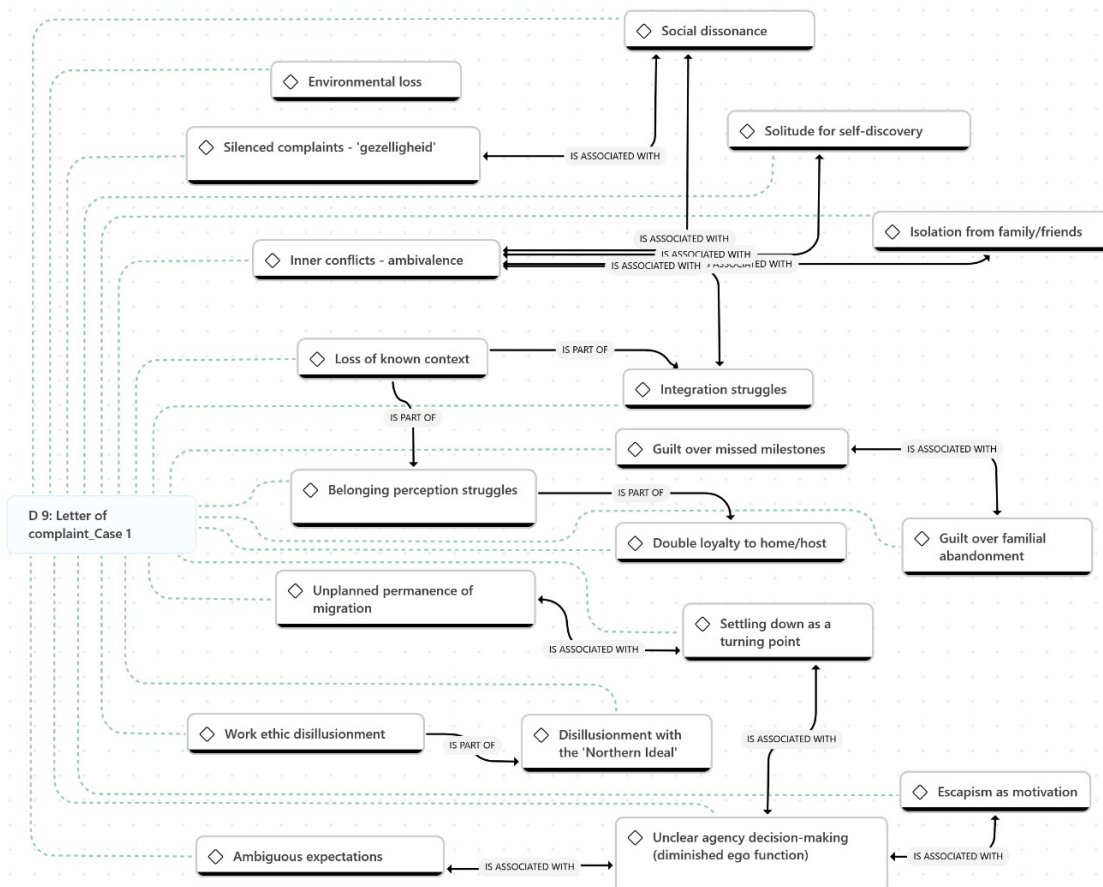 Social dissonance
Environmental loss
Solitude for self-discovery
Silenced complaints - 'gezelligheid'
IS ASSOCIATED WITH
Isolation from family/friends
IS ASSOCIATED WITH
Inner conflicts - ambivalence
IS ASSOCIATED WITH
IS ASSOCIATED WITH
ASSOCIATED WITH
Loss of known context
IS PART OF
Integration struggles
IS PART OF
Guilt over missed milestones
IS ASSOCIATED WITH
Belonging perception struggles
IS PART OF
D 9: Letter of
complaint_Case 1
Double loyalty to home/host
Guilt over familial
abandonment
Unplanned permanence of
migration
Settling down as a
turning point
IS ASSOCIATED WITH
Work ethic disillusionment
IS PART OF
Disillusionment with
the 'Northern Ideal'
IS ASSOCIATED WITH
Escapism as motivation
Unclear agency decision-making
(diminished ego function)
Ambiguous expectations
IS ASSOCIATED WITH
IS ASSOCIATED WITH